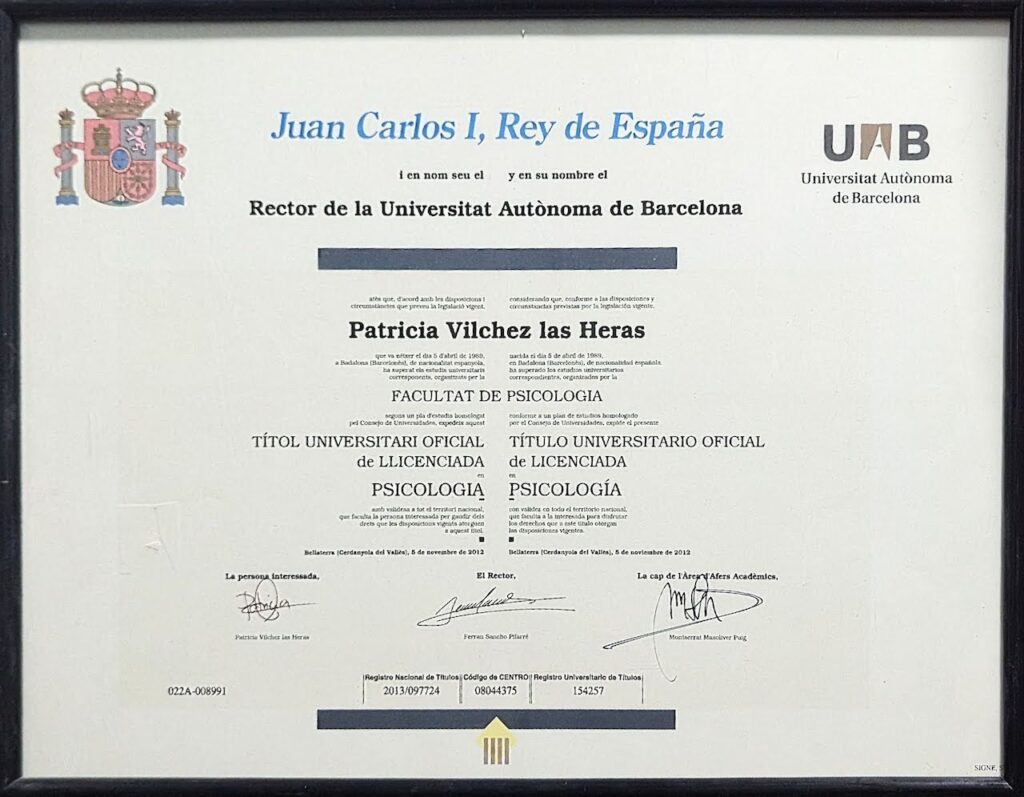 Juan Carlos I, Rey de España
UAB
Universitat Autònoma
de Barcelona
i en nom seu el y en su nombre el
Rector de la Universitat Autònoma de Barcelona
atès que, d'acord amb les disposicions i
circumstàncies que preveu la legislació vigent,
considerando que, conforme a las disposiciones y
circunstancias previstas por la legislación vigente,
Patricia Vilchez las Heras
que va néixer el dia 5 d'abril de 1989,
a Badalona (Barcelonès), de nacionalitat espanyola,
ha superat els estudis universitaris
corresponents, organitzats per la
nacida el día 5 de abril de 1989,
en Badalona (Barcelonès), de nacionalidad española,
ha superado los estudios universitarios
correspondientes, organizados por la
FACULTAT DE PSICOLOGIA
segons un pla d'estudis homologat
pel Consejo de Universidades, expedeix aquest
conforme a un plan de estudios homologado
por el Consejo de Universidades, expide el presente
TÍTOL UNIVERSITARI OFICIAL
de LLICENCIADA
en
PSICOLOGIA
TÍTULO UNIVERSITARIO OFICIAL
de LICENCIADA
en
PSICOLOGÍA
amb validesa a tot el territori nacional,
que faculta la persona interessada per gaudir dels
drets que les disposicions vigents atorguen
a aquest títol.
con validez en todo el territorio nacional,
que faculta a la interesada para disfrutar
los derechos que a este título otorgan
las disposiciones vigentes.
Bellaterra (Cerdanyola del Vallès), 5 de novembre de 2012
Bellaterra (Cerdanyola del Vallès), 5 de noviembre de 2012
La persona interessada,
El Rector,
La cap de l'Àrea d'Afers Acadèmics,
Patricia
Patricia Vilchez las Heras
Ferran Sancho Pifarré
Montserrat Masoliver Puig
022A-008991
Registro Nacional de Títulos Código de CENTRO Registro Universitario de Títulos
2013/097724 08044375 154257
SIGNE, S